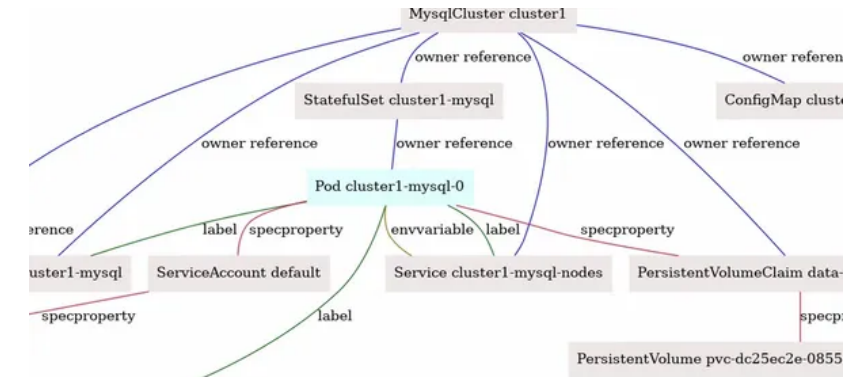 MysqlCluster cluster1
owner reference
owner referen
StatefulSet cluster1-mysql
ConfigMap cluste
owner reference
owner reference
owner reference
owner reference
Pod cluster1-mysql-0
erence
label
specproperty
envvariable
label
specproperty
uster1-mysql
ServiceAccount default
Service cluster1-mysql-nodes
PersistentVolumeClaim data-
specproperty
label
specpr
PersistentVolume pvc-dc25ec2e-0855